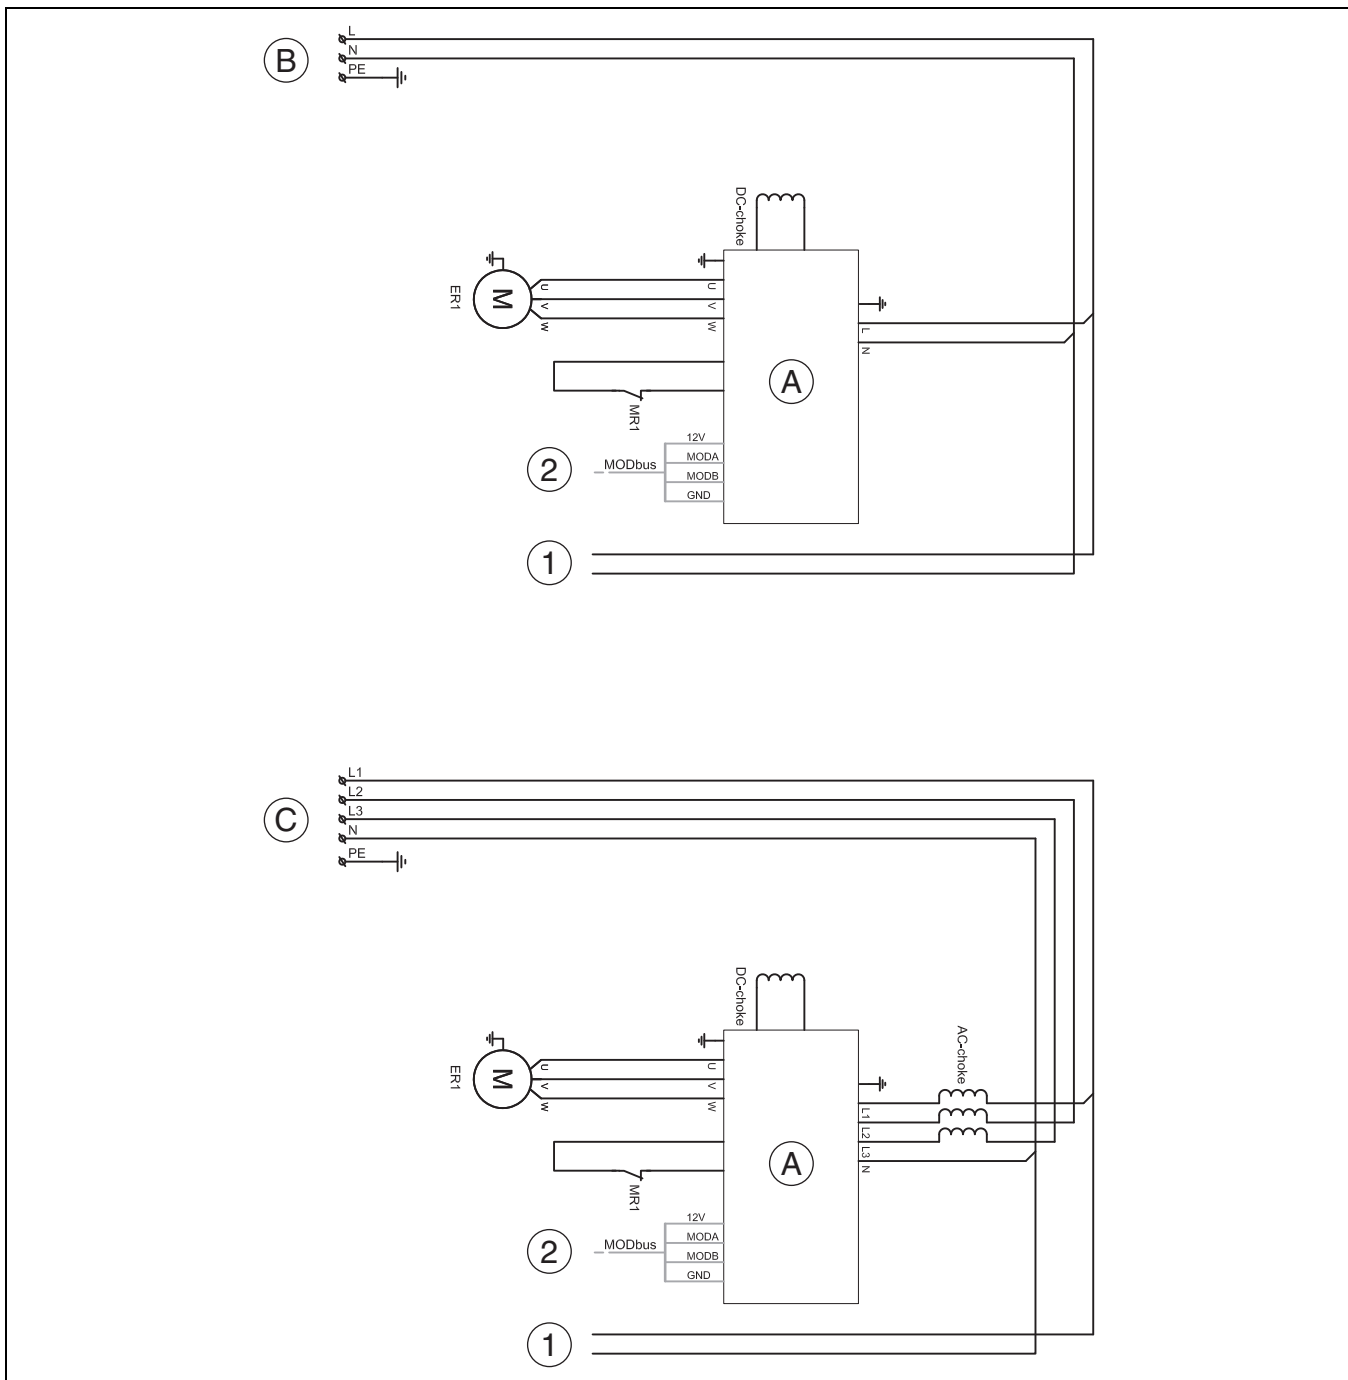 L
N
B
PE
DC-choke
M
ER1
U
V
W
U
V
W
L
N
A
MR1
12V
2
MODbus
MODA
MODB
GND
1
L1
L2
L3
C
N
PE
DC-choke
AC-choke
M
ER1
U
V
W
U
V
W
L1
L2
L3
N
A
MR1
12V
2
MODbus
MODA
MODB
GND
1